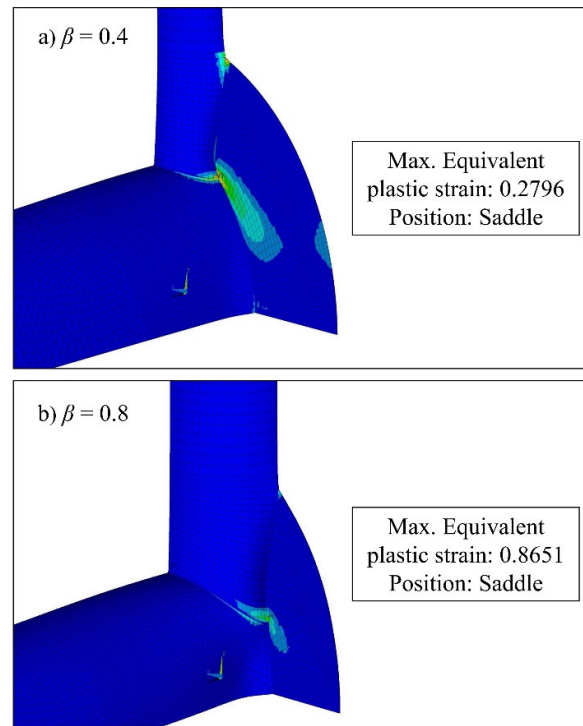 a) β = 0.4
Max. Equivalent
plastic strain: 0.2796
Position: Saddle
b) β = 0.8
Max. Equivalent
plastic strain: 0.8651
Position: Saddle